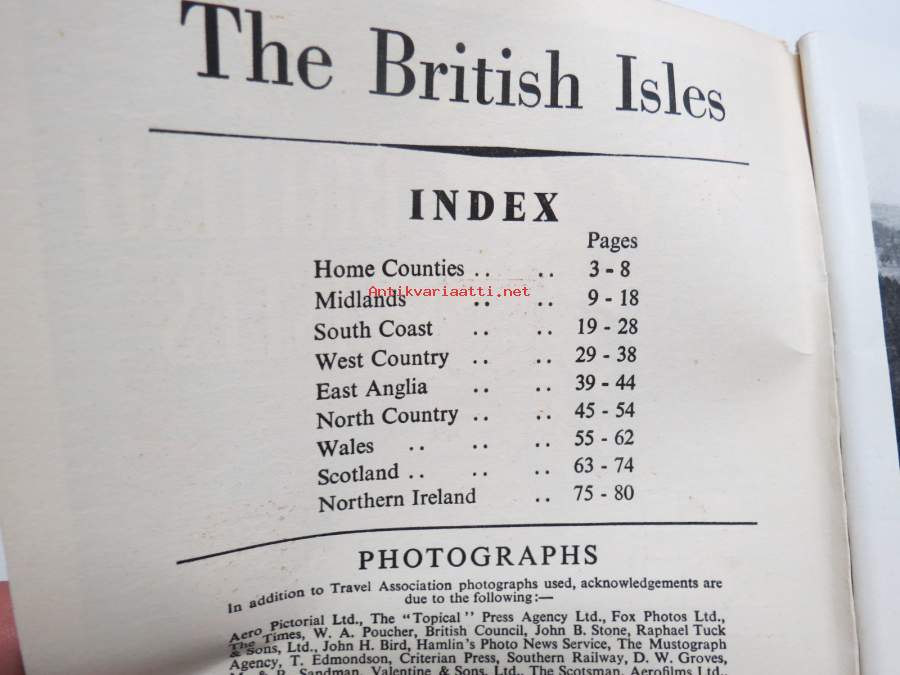 The British Isles
INDEX
Pages
Home Counties .. .. 3 - 8
Antikvariaatti.net
Midlands .. .. 9 - 18
South Coast .. .. 19 - 28
West Country .. .. 29 - 38
East Anglia .. .. 39 - 44
North Country .. .. 45 - 54
Wales .. .. .. 55 - 62
Scotland .. .. .. 63 - 74
Northern Ireland .. 75 - 80
PHOTOGRAPHS
In addition to Travel Association photographs used, acknowledgements are
due to the following:—
Aero Pictorial Ltd., The "Topical" Press Agency Ltd., Fox Photos Ltd.,
The Times, W. A. Poucher, British Council, John B. Stone, Raphael Tuck
& Sons, Ltd., John H. Bird, Hamlin's Photo News Service, The Mustograph
Agency, T. Edmondson, Criterian Press, Southern Railway, D. W. Groves,
Sandman, Valentine & Sons, Ltd., The Scotsman, Aerofilms Ltd.,